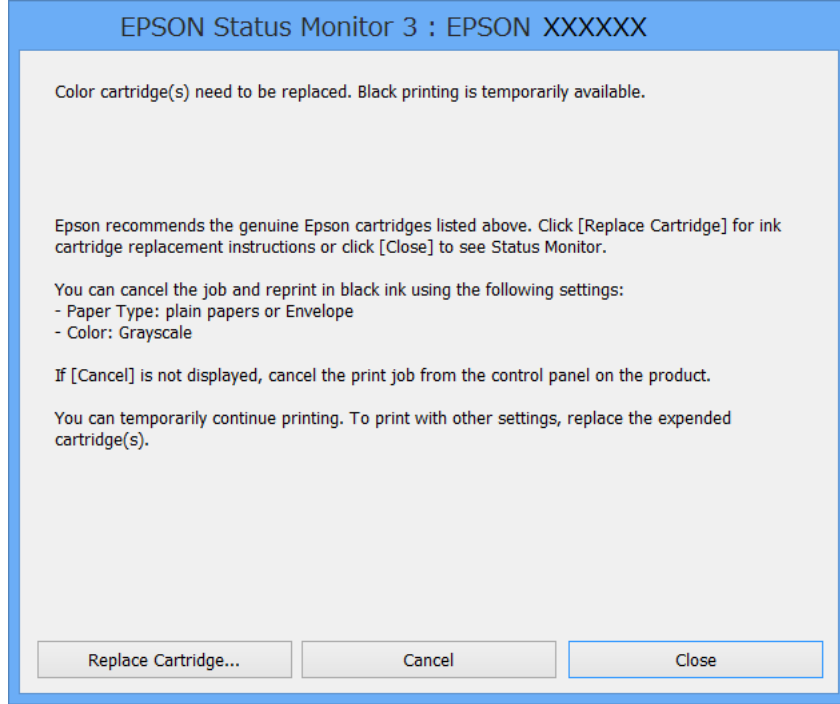 EPSON Status Monitor 3 : EPSON XXXXXX
Color cartridge(s) need to be replaced. Black printing is temporarily available.
Epson recommends the genuine Epson cartridges listed above. Click [Replace Cartridge] for ink
cartridge replacement instructions or click [Close] to see Status Monitor.
You can cancel the job and reprint in black ink using the following settings:
- Paper Type: plain papers or Envelope
- Color: Grayscale
If [Cancel] is not displayed, cancel the print job from the control panel on the product.
You can temporarily continue printing. To print with other settings, replace the expended
cartridge(s).
Replace Cartridge... Cancel Close